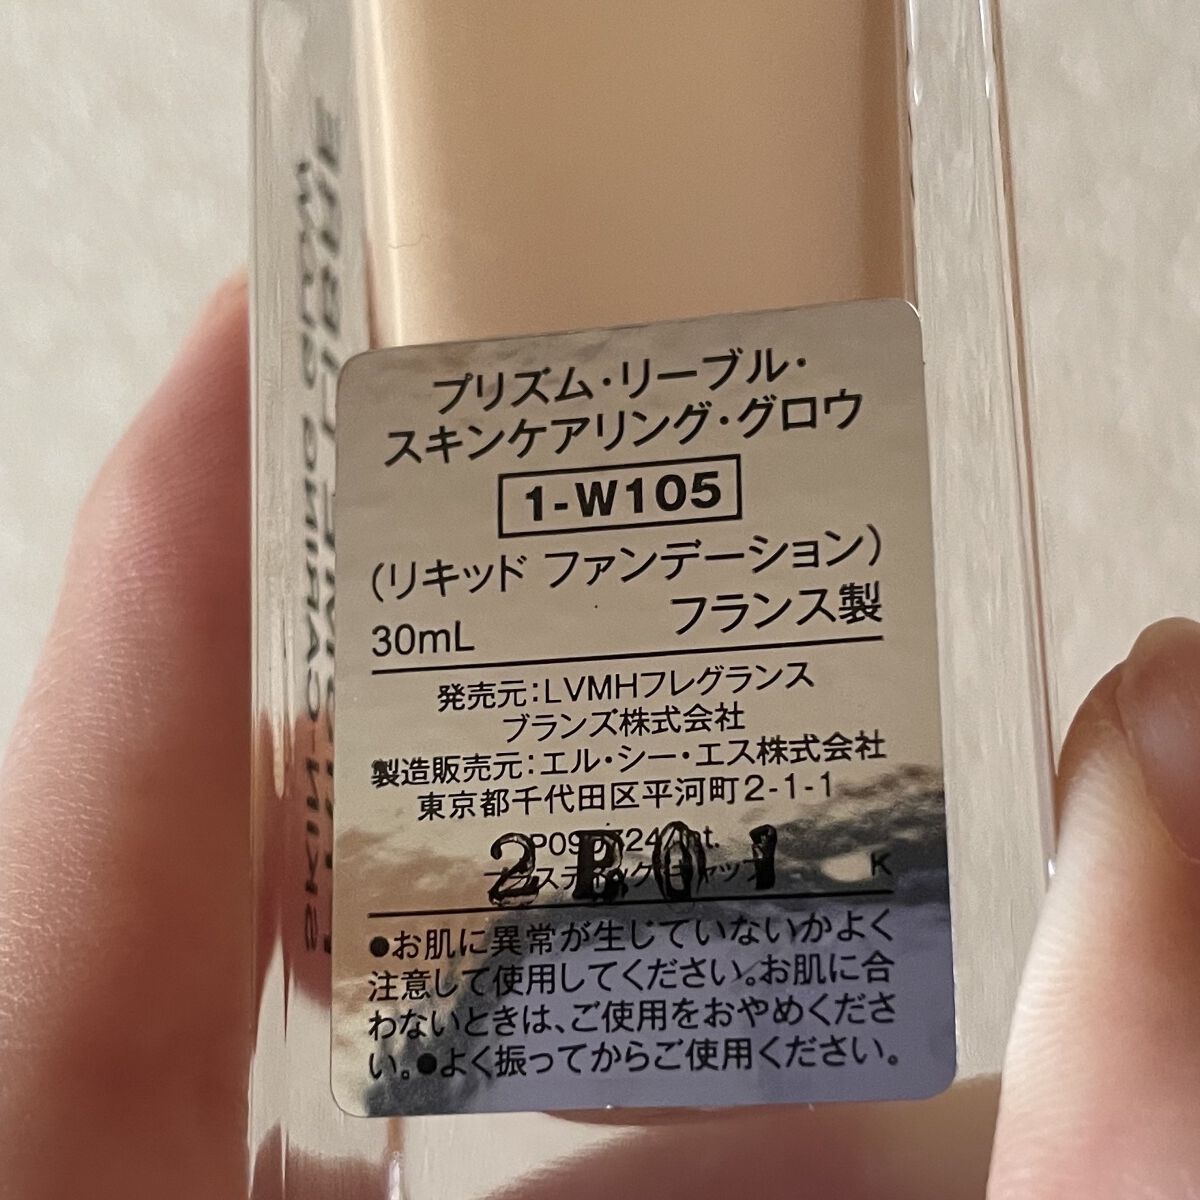 プリズム・リーブル・
スキンケアリング・グロウ
1-W105
(リキッド ファンデーション)
30mL フランス製
発売元:LVMHフレグランス
ブランズ株式会社
製造販売元:エル・シー・エス株式会社
東京都千代田区平河町2-1-1
2 01
K
●お肌に異常が生じていないかよく
注意して使用してください。お肌に合
わないときは、ご使用をおやめくださ
い。●よく振ってからご使用ください。